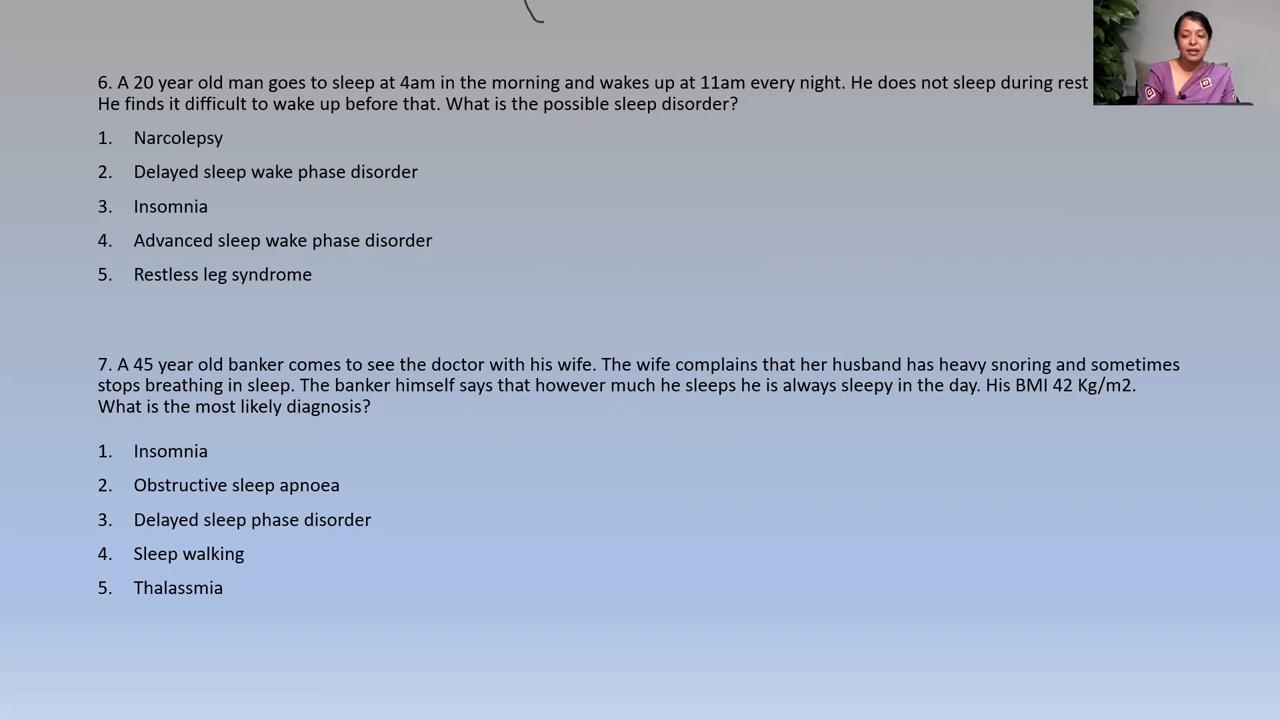 6. A 20 year old man goes to sleep at 4am in the morning and wakes up at 11am every night. He does not sleep during rest
He finds it difficult to wake up before that. What is the possible sleep disorder?
1. Narcolepsy
2. Delayed sleep wake phase disorder
3. Insomnia
4. Advanced sleep wake phase disorder
5. Restless leg syndrome
7. A 45 year old banker comes to see the doctor with his wife. The wife complains that her husband has heavy snoring and sometimes
stops breathing in sleep. The banker himself says that however much he sleeps he is always sleepy in the day. His BMI 42 Kg/m2.
What is the most likely diagnosis?
1. Insomnia
2. Obstructive sleep apnoea
3. Delayed sleep phase disorder
4. Sleep walking
5. Thalassmia